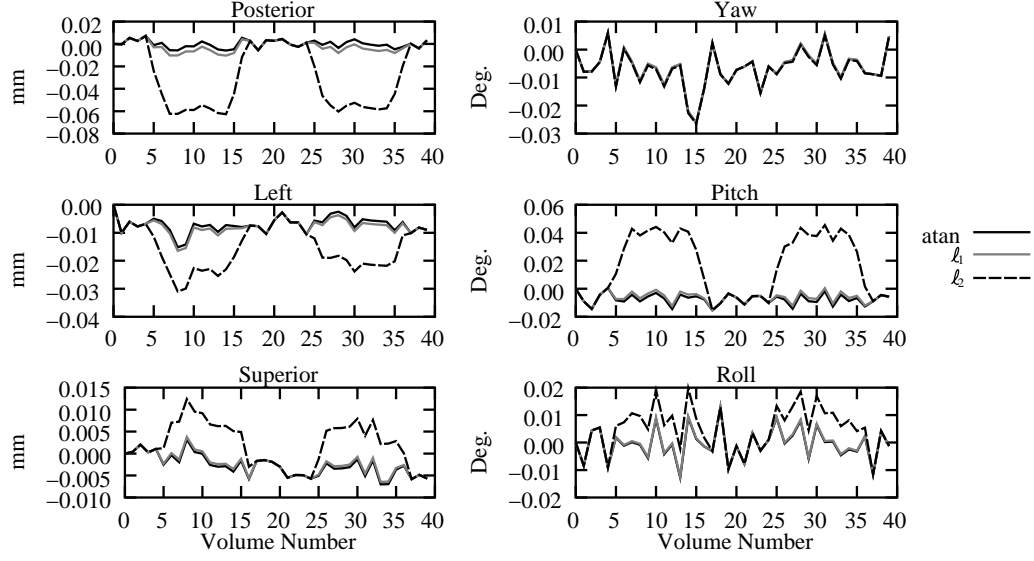 Posterior
0.02
0.00
−0.02
−0.04
−0.06
−0.08
mm
0 5 10 15 20 25 30 35 40
Yaw
0.01
0.00
−0.01
−0.02
−0.03
Deg.
0 5 10 15 20 25 30 35 40
Left
0.00
−0.01
−0.02
−0.03
−0.04
mm
0 5 10 15 20 25 30 35 40
Pitch
0.06
0.04
0.02
0.00
−0.02
Deg.
0 5 10 15 20 25 30 35 40
atan
ℓ₁
ℓ₂
Superior
0.015
0.010
0.005
0.000
−0.005
−0.010
mm
0 5 10 15 20 25 30 35 40
Volume Number
Roll
0.02
0.01
0.00
−0.01
−0.02
Deg.
0 5 10 15 20 25 30 35 40
Volume Number